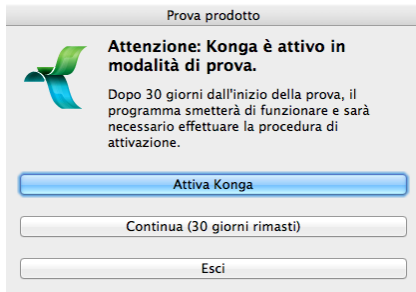 Prova prodotto
Attenzione: Konga è attivo in
modalità di prova.
Dopo 30 giorni dall'inizio della prova, il
programma smetterà di funzionare e sarà
necessario effettuare la procedura di
attivazione.
Attiva Konga
Continua (30 giorni rimasti)
Esci